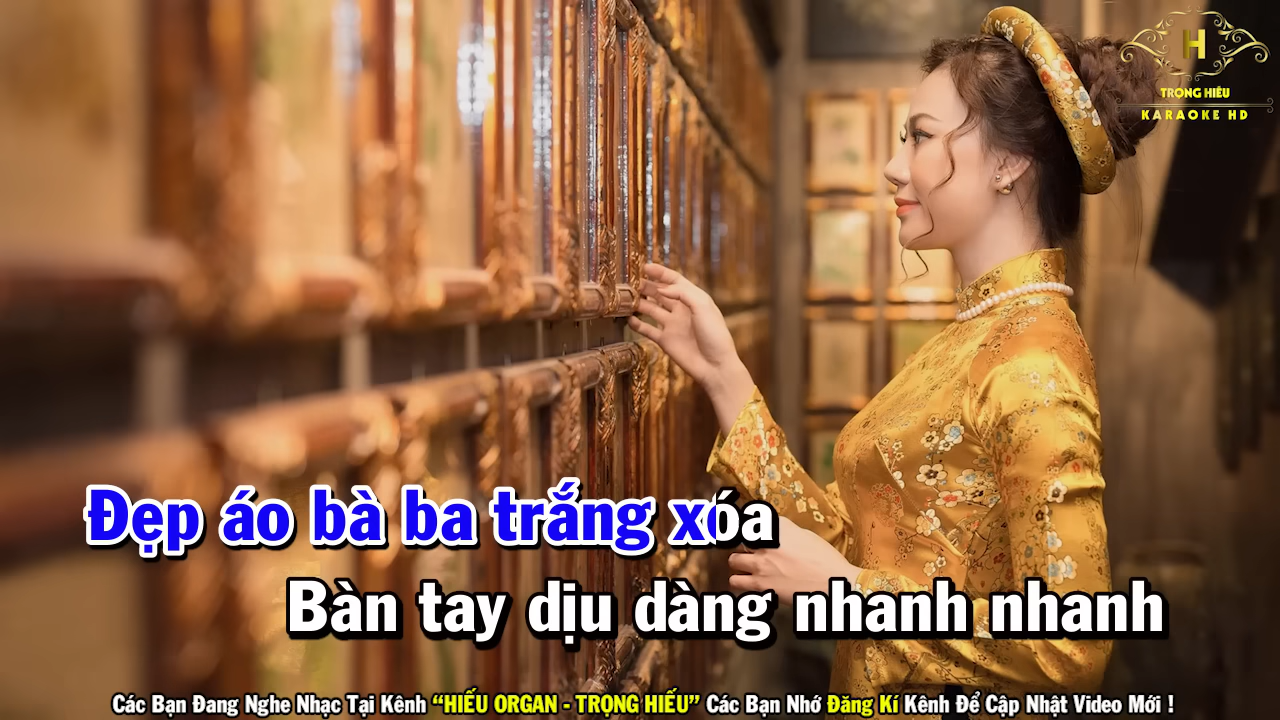 H
TRỌNG HIẾU
KARAOKE HD
Đẹp áo bà ba trắng xóa
Bàn tay dịu dàng nhanh nhanh
Các Bạn Đang Nghe Nhạc Tại Kênh “HIẾU ORGAN - TRỌNG HIẾU” Các Bạn Nhớ Đăng Kí Kênh Để Cập Nhật Video Mới !